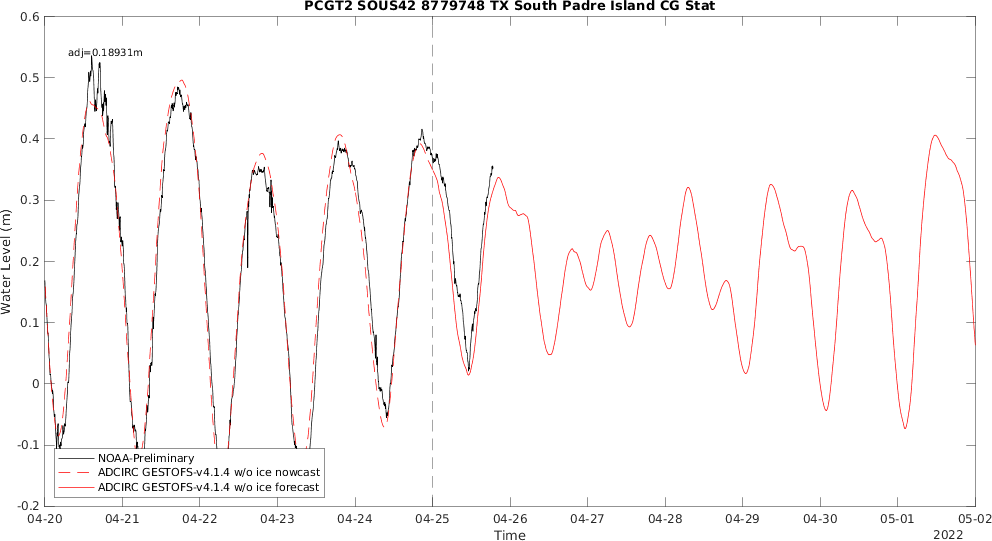 PCGT2 SOUS42 8779748 TX South Padre Island CG Stat
adj=0.18931m
0.6
0.5
0.4
0.3
0.2
0.1
0
-0.1
-0.2
Water Level (m)
NOAA-Preliminary
ADCIRC GESTOFS-v4.1.4 w/o ice nowcast
ADCIRC GESTOFS-v4.1.4 w/o ice forecast
04-20 04-21 04-22 04-23 04-24 04-25 04-26 04-27 04-28 04-29 04-30 05-01 05-02
Time
2022